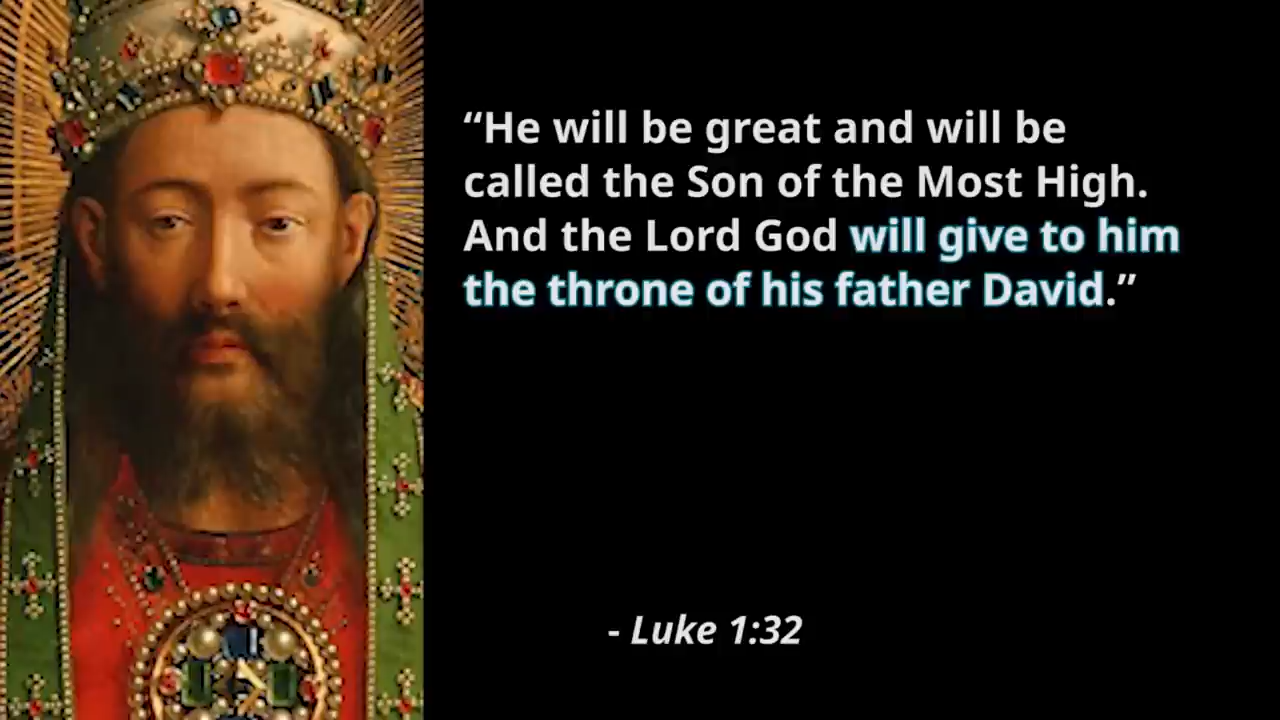 “He will be great and will be
called the Son of the Most High.
And the Lord God will give to him
the throne of his father David.”
- Luke 1:32